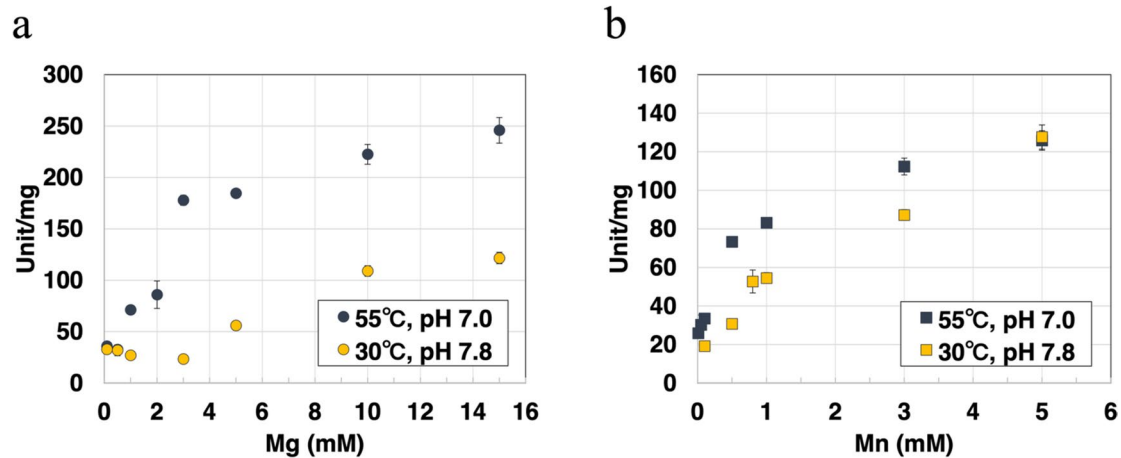 a
300
250
200
150
100
50
0
Unit/mg
0 2 4 6 8 10 12 14 16
Mg (mM)
55℃, pH 7.0
30℃, pH 7.8
b
160
140
120
100
80
60
40
20
0
Unit/mg
0 1 2 3 4 5 6
Mn (mM)
55℃, pH 7.0
30℃, pH 7.8